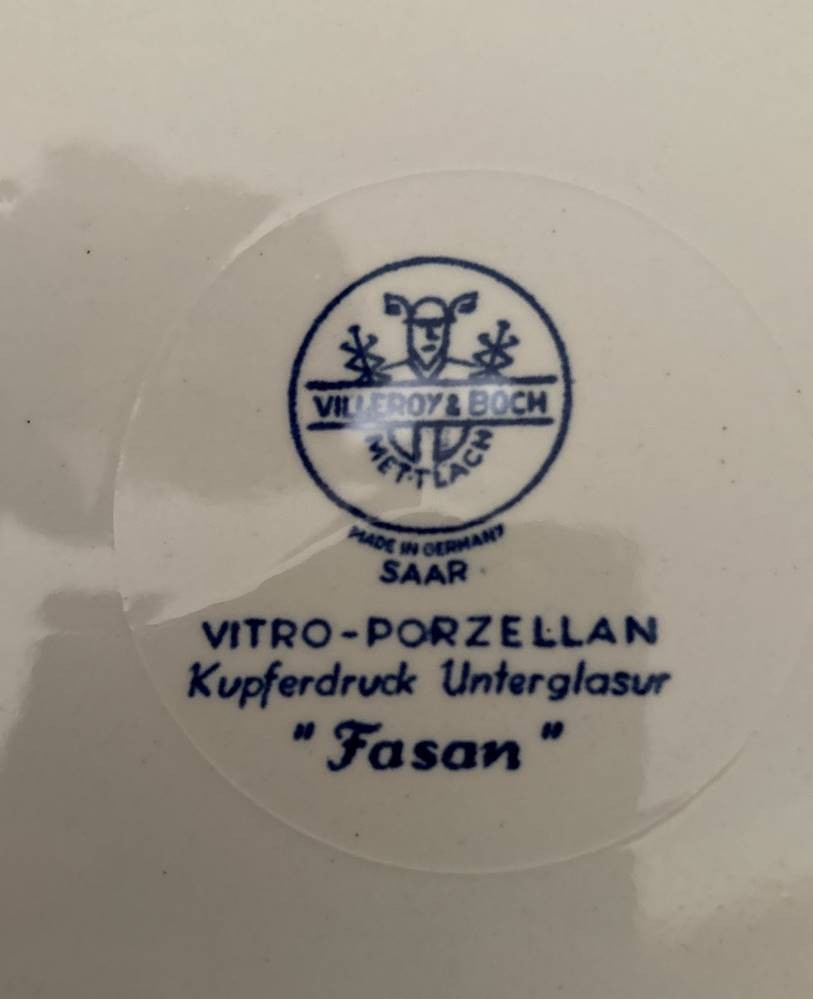 VILLEROY & BOCH
METTLACH
MADE IN GERMANY
SAAR
VITRO-PORZELLAN
Kupferdruck Unterglasur
"Fasan"